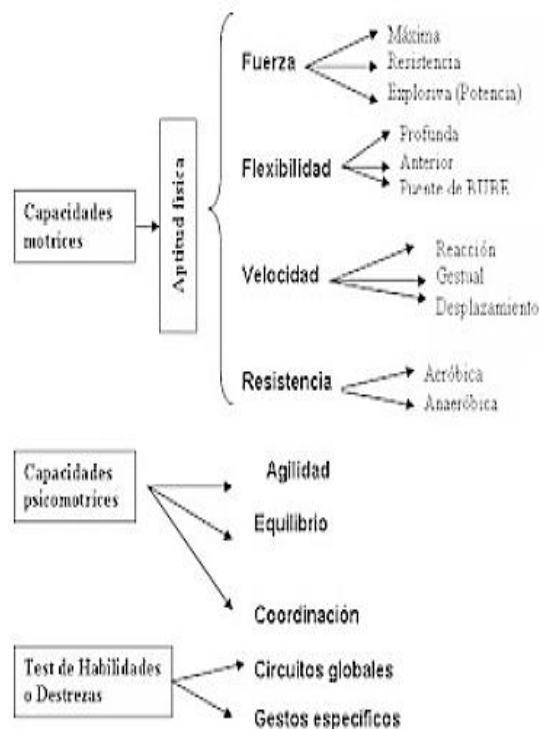 Fuerza
Máxima
Resistencia
Explosiva (Potencia)
Flexibilidad
Profunda
Anterior
Puente de
Capacidades
motrices
Aptitud física
Velocidad
Reacción
Gestual
Desplazamiento
Resistencia
Aeróbica
Anaeróbica
Capacidades
psicomotrices
Agilidad
Equilibrio
Coordinación
Test de Habilidades
o Destrezas
Circuitos globales
Gestos específicos